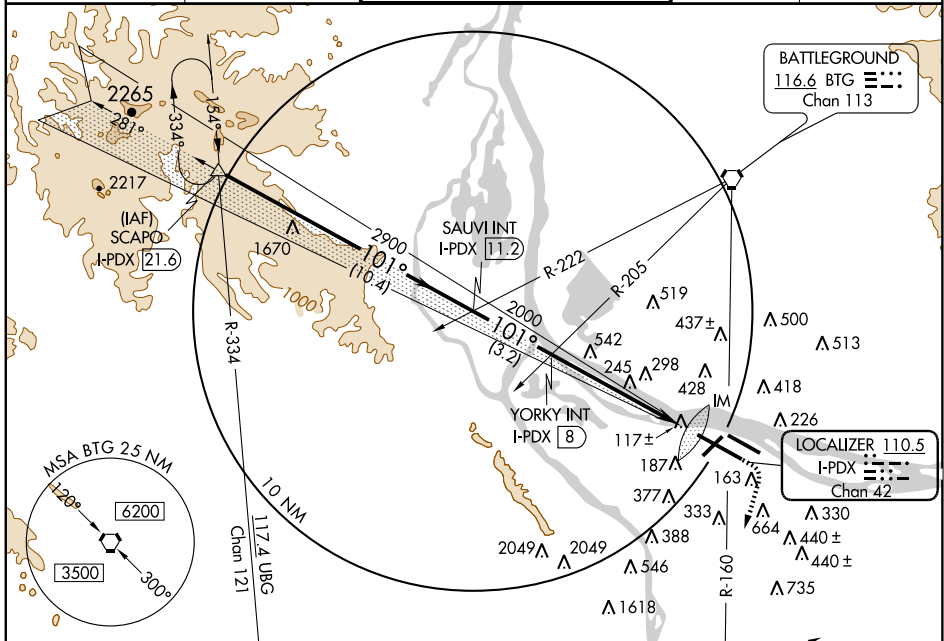 BATTLEGROUND
116.6 BTG
Chan 113
2265
281°
334°
154°
2217
(IAF)
SCAPO
I-PDX 21.6
1670
1000
2900
101°
(10.4)
SAUVI INT
I-PDX 11.2
R-222
R-205
2000
101°
(3.2)
519
437±
500
513
542
245
298
428
418
IM
226
YORKY INT
I-PDX 8
117±
187
LOCALIZER 110.5
I-PDX
Chan 42
163
377
333
664
330
440 ±
440 ±
388
2049
2049
546
735
1618
R-160
R-334
117.4 UBG
Chan 121
10 NM
MSA BTG 25 NM
120°
6200
3500
300°